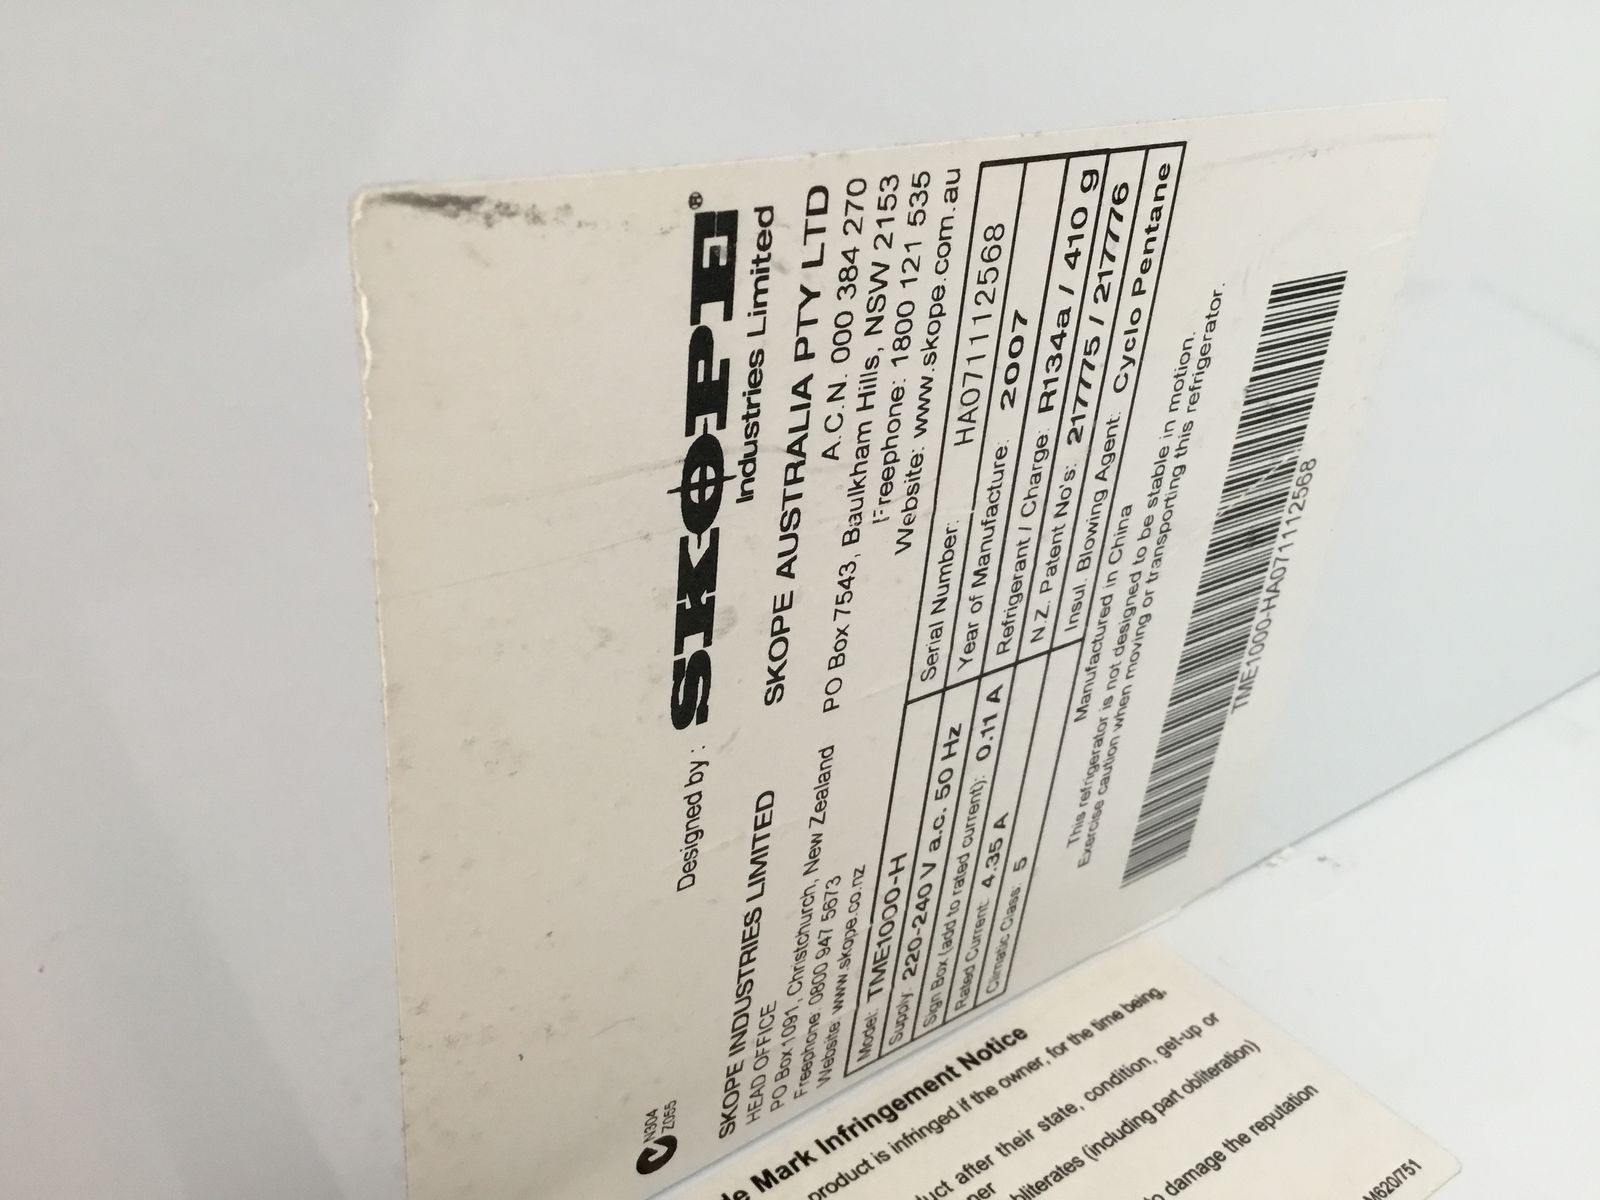 Designed by : SKOPE®
Industries Limited
SKOPE INDUSTRIES LIMITED
HEAD OFFICE
PO Box 1091, Christchurch, New Zealand
Freephone: 0800 947 5673
Website: www.skope.co.nz
SKOPE AUSTRALIA PTY LTD
A.C.N. 000 384 270
PO Box 7543, Baulkham Hills, NSW 2153
Freephone: 1800 121 535
Website: www.skope.com.au
N304
Z055
Model: TME1000-H
Supply: 220-240 V a.c. 50 Hz
Sign Box (add to rated current): 0.11 A
Rated Current: 4.35 A
Climatic Class: 5
Serial Number: HA071112568
Year of Manufacture: 2007
Refrigerant / Charge: R134a / 410 g
N.Z. Patent No's: 217775 / 217776
Insul. Blowing Agent: Cyclo Pentane
Manufactured in China
This refrigerator is not designed to be stable in motion.
Exercise caution when moving or transporting this refrigerator.
TME1000-HA071112568
Mark Infringement Notice
product is infringed if the owner, for the time being,
after their state, condition, get-up or
(including part obliteration)
to damage the reputation
M620/751